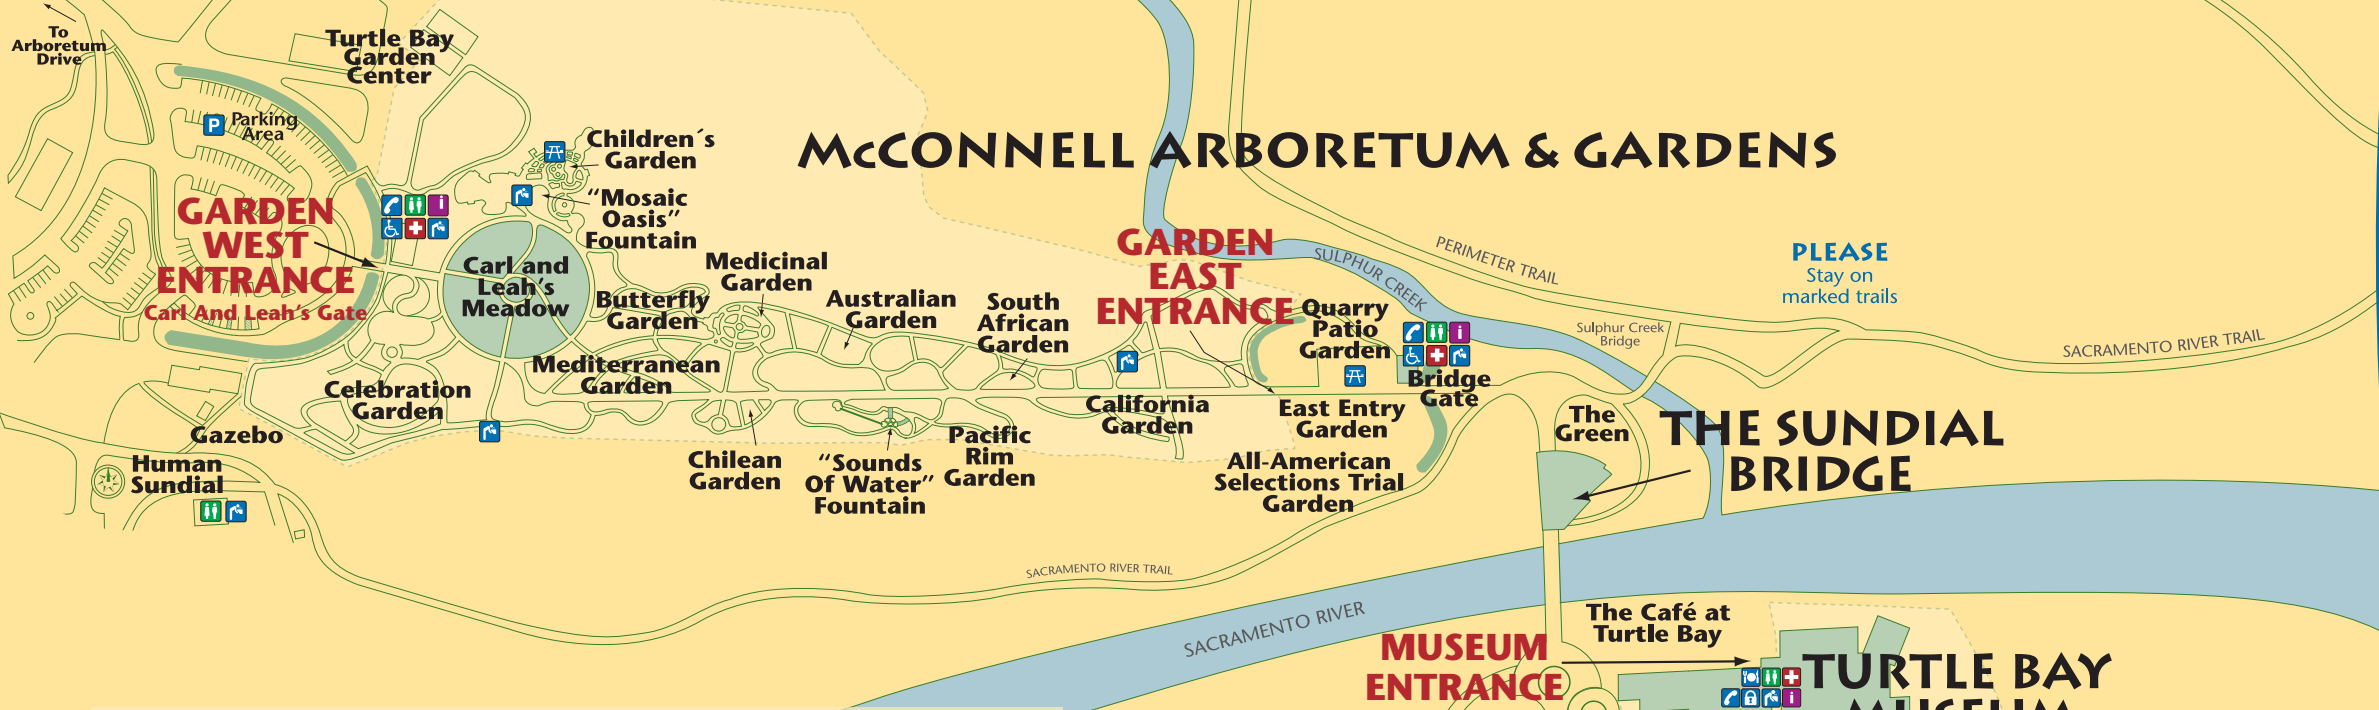 To
Arboretum
Drive
Turtle Bay
Garden
Center
P
Parking
Area
Children´s
Garden
“Mosaic
Oasis”
Fountain
McCONNELL ARBORETUM & GARDENS
GARDEN
WEST
ENTRANCE
Carl And Leah’s Gate
Carl and
Leah’s
Meadow
Butterfly
Garden
Medicinal
Garden
Australian
Garden
South
African
Garden
GARDEN
EAST
ENTRANCE
Quarry
Patio
Garden
SULPHUR CREEK
PERIMETER TRAIL
PLEASE
Stay on
marked trails
Sulphur Creek
Bridge
SACRAMENTO RIVER TRAIL
Mediterranean
Garden
Celebration
Garden
Gazebo
Human
Sundial
Chilean
Garden
“Sounds
Of Water”
Fountain
Pacific
Rim
Garden
California
Garden
East Entry
Garden
Bridge
Gate
All-American
Selections Trial
Garden
The
Green
THE SUNDIAL
BRIDGE
SACRAMENTO RIVER TRAIL
SACRAMENTO RIVER
MUSEUM
ENTRANCE
The Café at
Turtle Bay
TURTLE BAY
MUSEUM